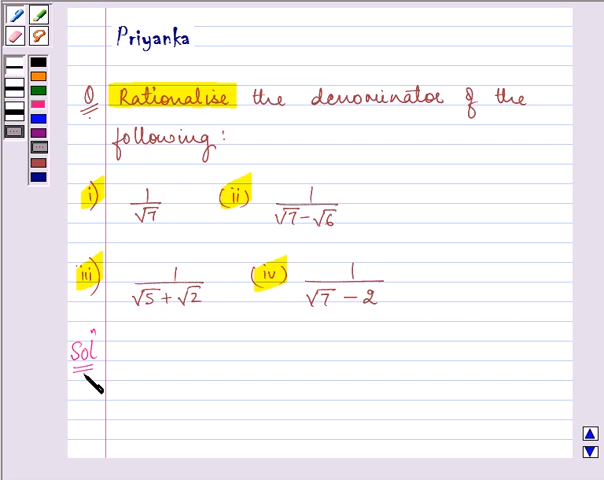 Priyanka
Q Rationalise the denominator of the
following:
i) 1/√7 (ii) 1/(√7-√6)
iii) 1/(√5+√2) (iv) 1/(√7-2)
Solⁿ